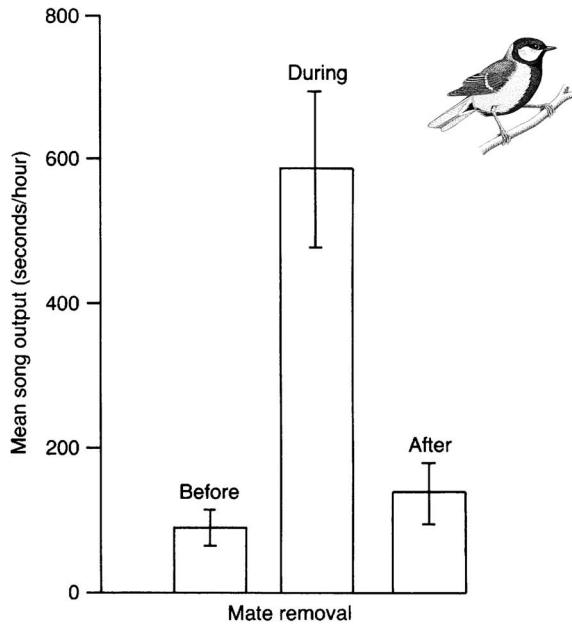 Mean song output (seconds/hour)
800
600
400
200
0
Before
During
After
Mate removal